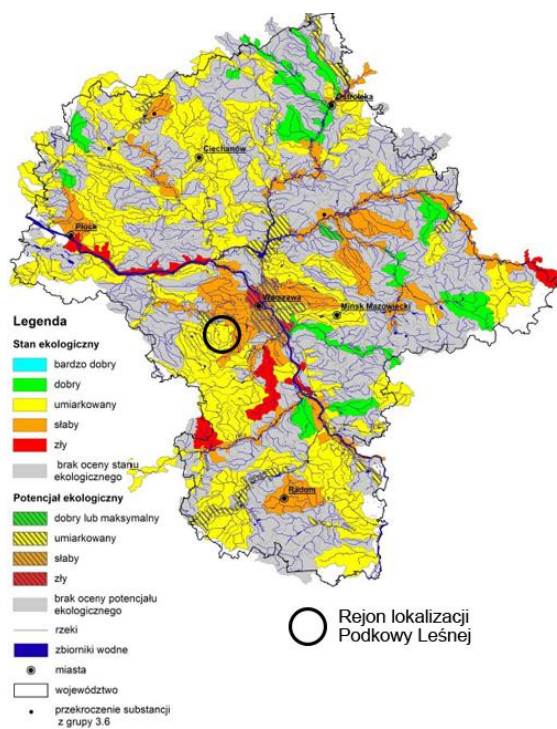 Ostrołęka
Ciechanów
Płock
Warszawa
Mińsk Mazowiecki
Radom
Legenda
Stan ekologiczny
bardzo dobry
dobry
umiarkowany
słaby
zły
brak oceny stanu
ekologicznego
Potencjał ekologiczny
dobry lub maksymalny
umiarkowany
słaby
zły
brak oceny potencjału
ekologicznego
rzeki
zbiorniki wodne
miasta
województwo
przekroczenie substancji
z grupy 3.6
Rejon lokalizacji
Podkowy Leśnej